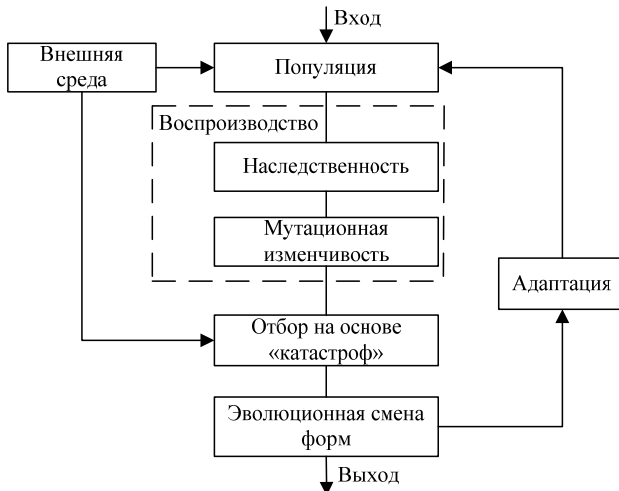 Вход
Внешняя
среда
Популяция
Воспроизводство
Наследственность
Мутационная
изменчивость
Адаптация
Отбор на основе
«катастроф»
Эволюционная смена
форм
Выход